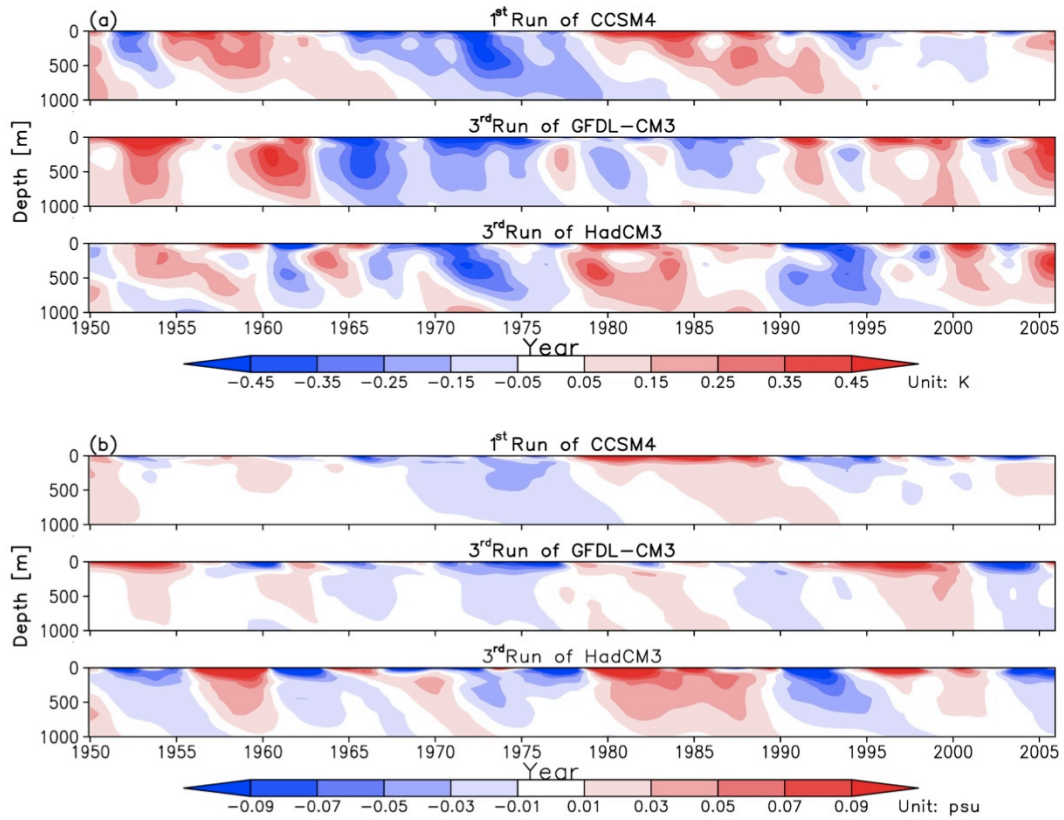 (a)
1st Run of CCSM4
0
500
1000
3rd Run of GFDL-CM3
0
500
1000
Depth [m]
3rd Run of HadCM3
0
500
1000
1950 1955 1960 1965 1970 1975 1980 1985 1990 1995 2000 2005
Year
-0.45 -0.35 -0.25 -0.15 -0.05 0.05 0.15 0.25 0.35 0.45 Unit: K
(b)
1st Run of CCSM4
0
500
1000
3rd Run of GFDL-CM3
0
500
1000
Depth [m]
3rd Run of HadCM3
0
500
1000
1950 1955 1960 1965 1970 1975 1980 1985 1990 1995 2000 2005
Year
-0.09 -0.07 -0.05 -0.03 -0.01 0.01 0.03 0.05 0.07 0.09 Unit: psu